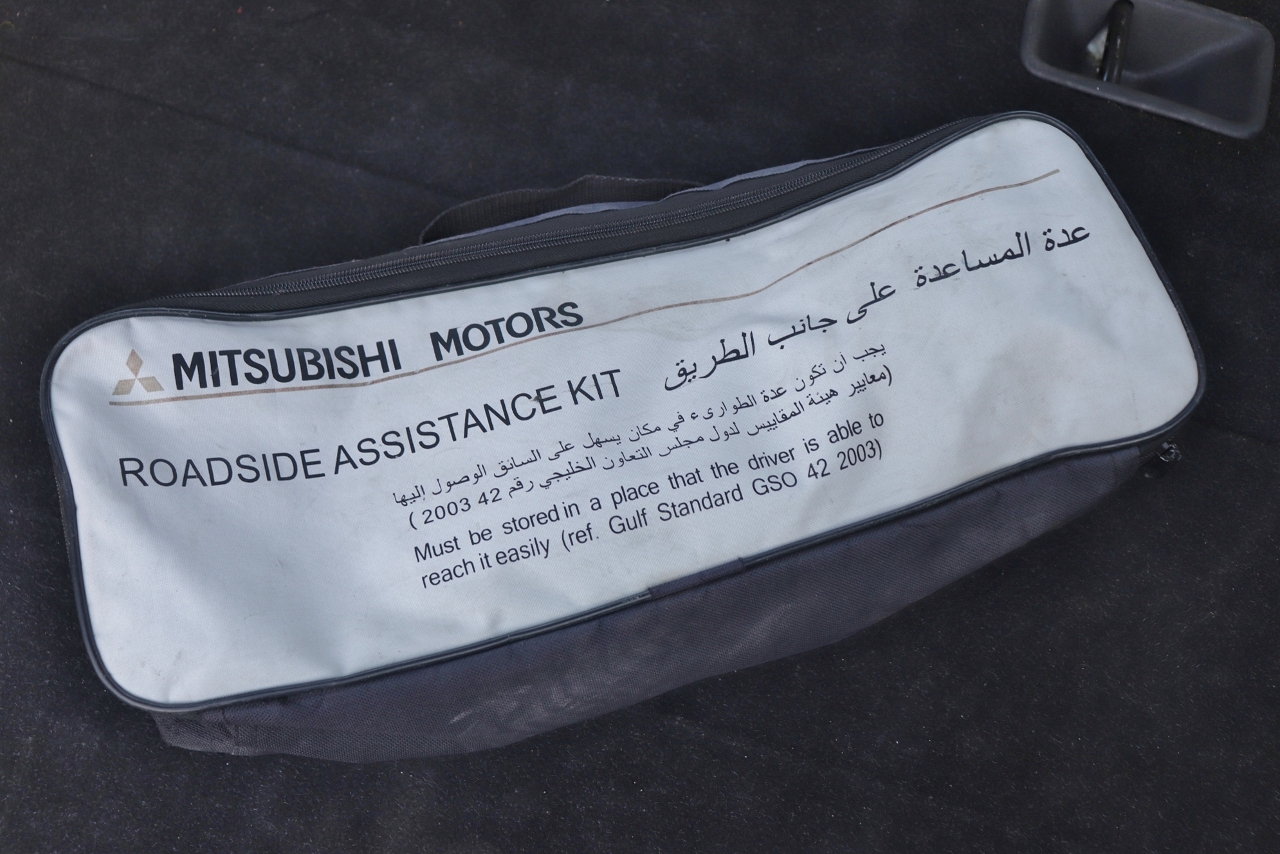 MITSUBISHI MOTORS
ROADSIDE ASSISTANCE KIT
عدة المساعدة على جانب الطريق
يجب أن تكون عدة الطوارىء في مكان يسهل على السائق الوصول إليها
(معايير هيئة المقاييس لدول مجلس التعاون الخليجي رقم 42 2003)
Must be stored in a place that the driver is able to
reach it easily (ref. Gulf Standard GSO 42 2003)